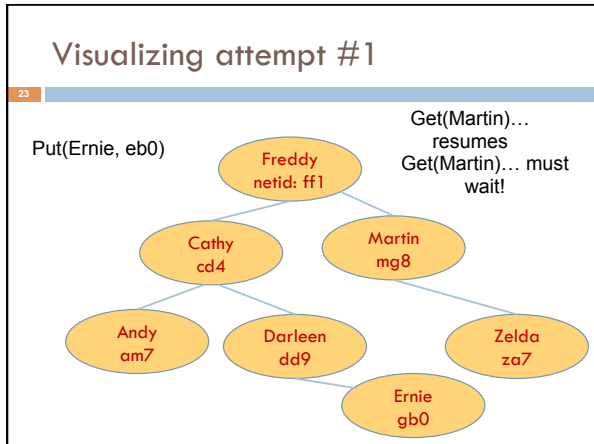 Visualizing attempt #1
23
Put(Ernie, eb0)
Get(Martin)…
resumes
Get(Martin)… must
wait!
Freddy
netid: ff1
Cathy
cd4
Martin
mg8
Andy
am7
Darleen
dd9
Zelda
za7
Ernie
gb0